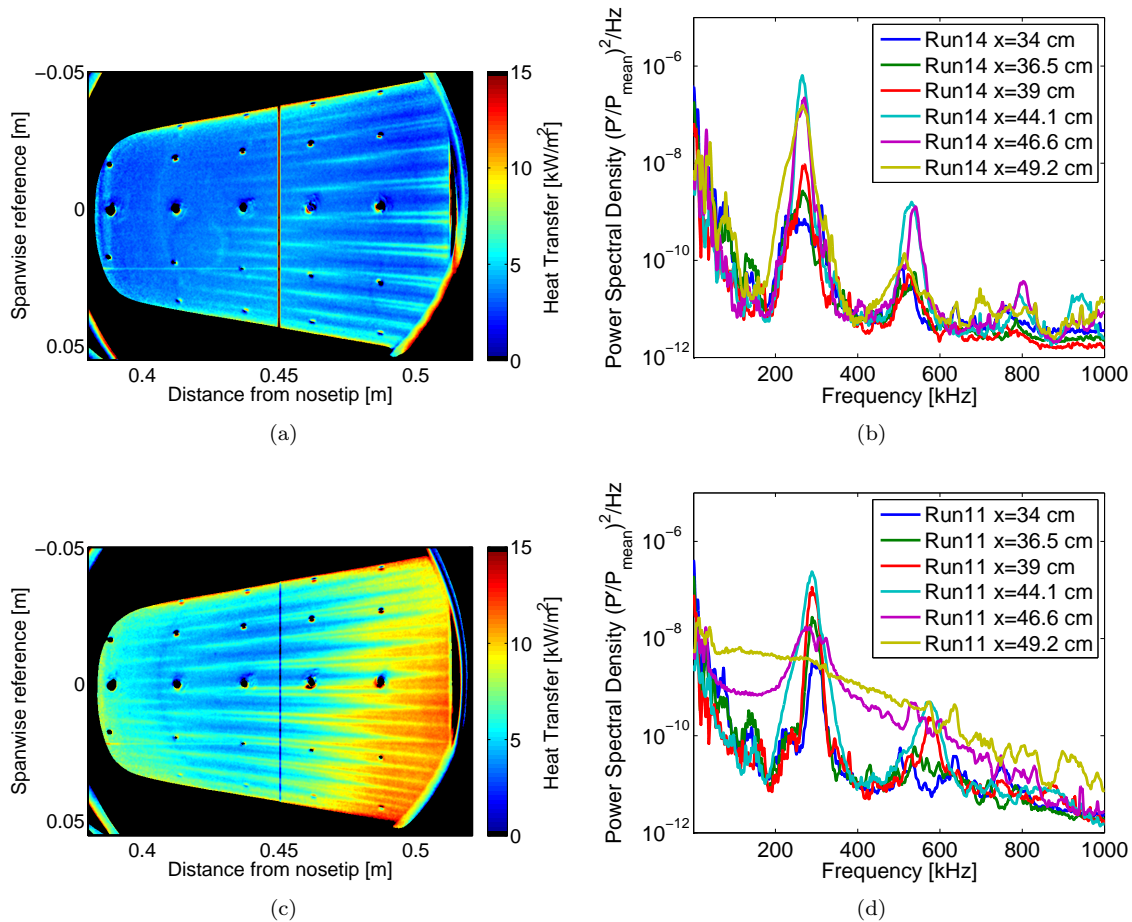 −0.05
0
0.05
Spanwise reference [m]
0.4
0.45
0.5
Distance from nosetip [m]
15
10
5
0
Heat Transfer [kW/m²]
(a)
10⁻⁶
10⁻⁸
10⁻¹⁰
10⁻¹²
Power Spectral Density (P'/Pmean)²/Hz
Run14 x=34 cm
Run14 x=36.5 cm
Run14 x=39 cm
Run14 x=44.1 cm
Run14 x=46.6 cm
Run14 x=49.2 cm
200
400
600
800
1000
Frequency [kHz]
(b)
−0.05
0
0.05
Spanwise reference [m]
0.4
0.45
0.5
Distance from nosetip [m]
15
10
5
0
Heat Transfer [kW/m²]
(c)
10⁻⁶
10⁻⁸
10⁻¹⁰
10⁻¹²
Power Spectral Density (P'/Pmean)²/Hz
Run11 x=34 cm
Run11 x=36.5 cm
Run11 x=39 cm
Run11 x=44.1 cm
Run11 x=46.6 cm
Run11 x=49.2 cm
200
400
600
800
1000
Frequency [kHz]
(d)